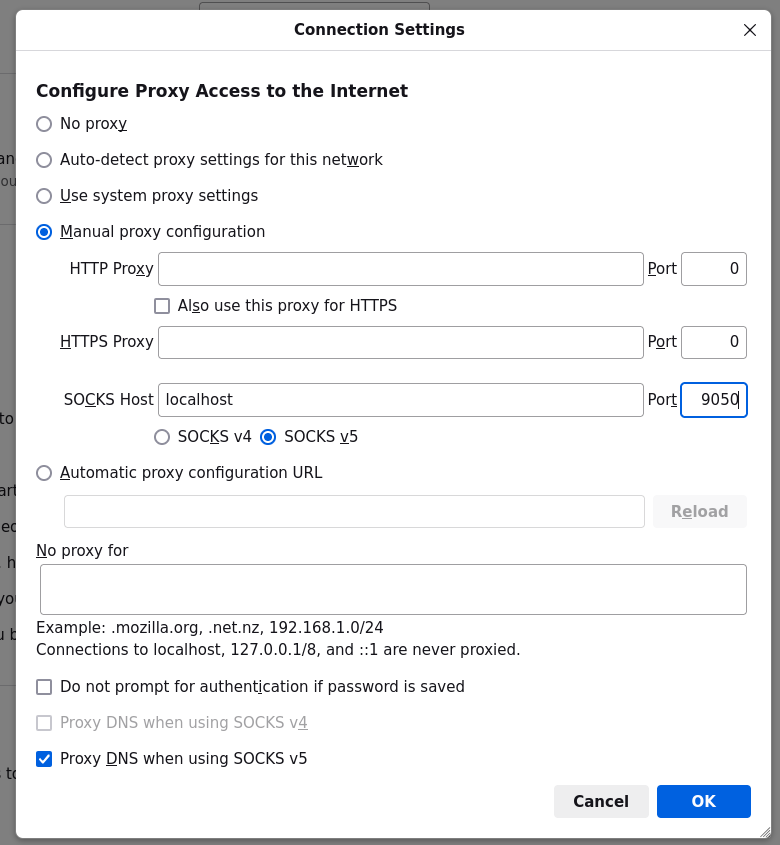 Connection Settings
Configure Proxy Access to the Internet
No proxy
Auto-detect proxy settings for this network
Use system proxy settings
Manual proxy configuration
HTTP Proxy Port 0
Also use this proxy for HTTPS
HTTPS Proxy Port 0
SOCKS Host localhost Port 9050
SOCKS v4 SOCKS v5
Automatic proxy configuration URL
Reload
No proxy for
Example: .mozilla.org, .net.nz, 192.168.1.0/24
Connections to localhost, 127.0.0.1/8, and ::1 are never proxied.
Do not prompt for authentication if password is saved
Proxy DNS when using SOCKS v4
Proxy DNS when using SOCKS v5
Cancel OK